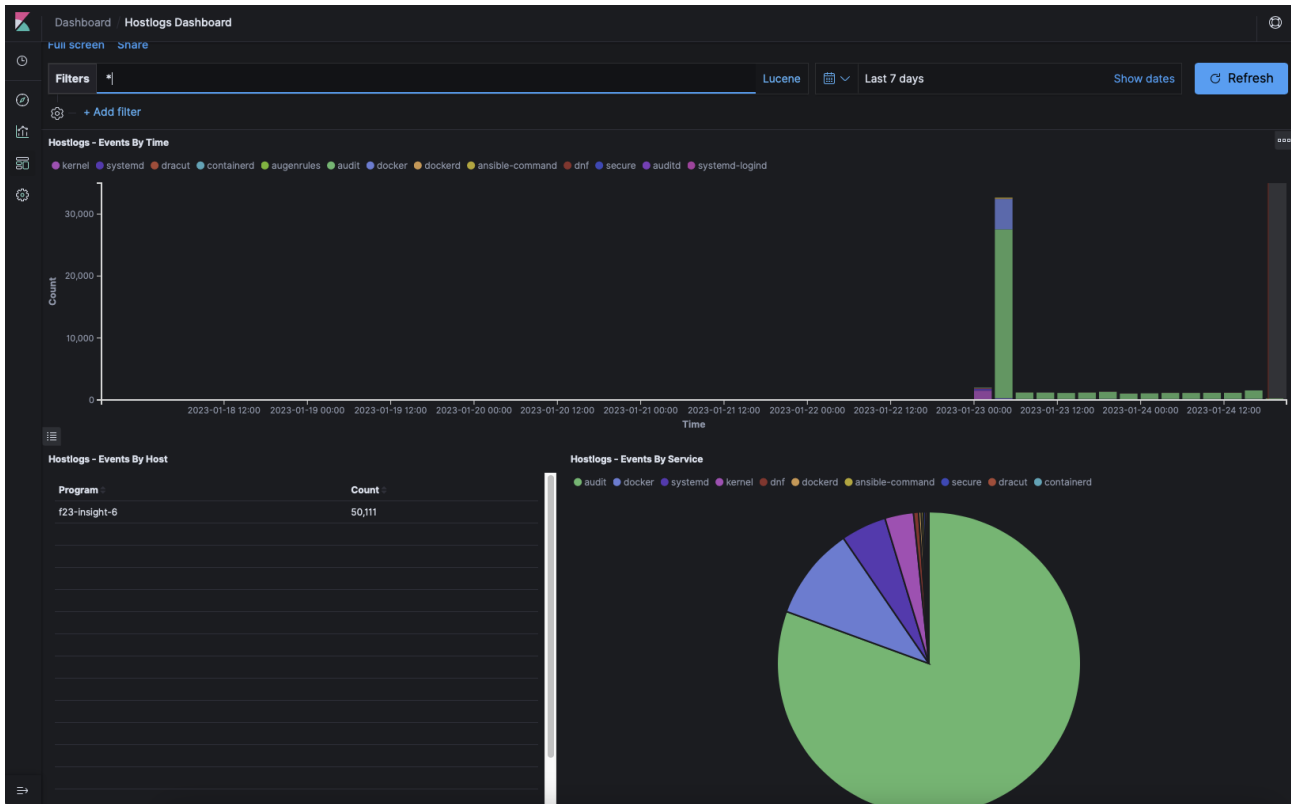 Dashboard / Hostlogs Dashboard
Full screen Share
Filters * Lucene Last 7 days Show dates Refresh
+ Add filter
Hostlogs - Events By Time
kernel systemd dracut containerd augenrules audit docker dockerd ansible-command dnf secure auditd systemd-logind
30,000
20,000
10,000
0
Count
2023-01-18 12:00 2023-01-19 00:00 2023-01-19 12:00 2023-01-20 00:00 2023-01-20 12:00 2023-01-21 00:00 2023-01-21 12:00 2023-01-22 00:00 2023-01-22 12:00 2023-01-23 00:00 2023-01-23 12:00 2023-01-24 00:00 2023-01-24 12:00
Time
Hostlogs - Events By Host
Program Count
f23-insight-6 50,111
Hostlogs - Events By Service
audit docker systemd kernel dnf dockerd ansible-command secure dracut containerd